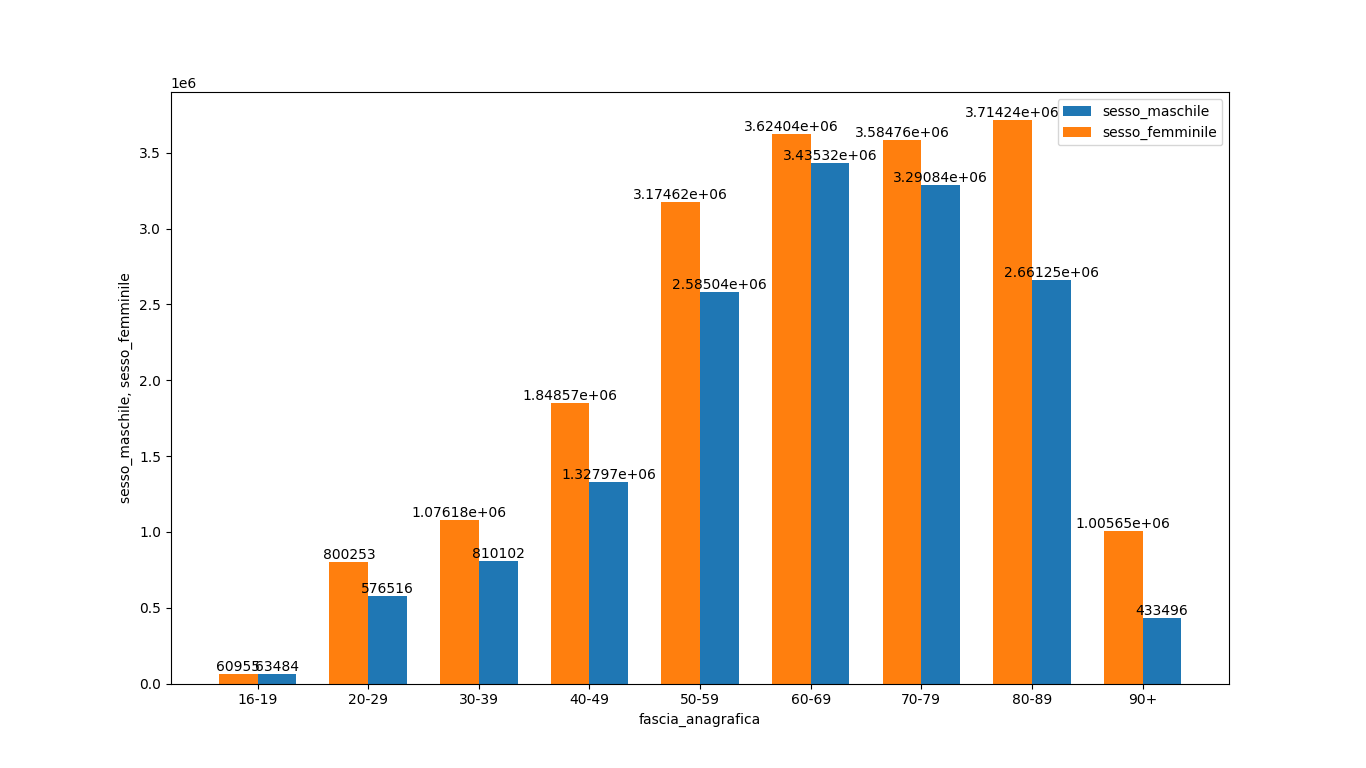 1e6
sesso_maschile
sesso_femminile
3.5
3.0
2.5
2.0
1.5
1.0
0.5
0.0
sesso_maschile, sesso_femminile
60955
63484
800253
576516
1.07618e+06
810102
1.84857e+06
1.32797e+06
3.17462e+06
2.58504e+06
3.62404e+06
3.43532e+06
3.58476e+06
3.29084e+06
3.71424e+06
2.66125e+06
1.00565e+06
433496
16-19 20-29 30-39 40-49 50-59 60-69 70-79 80-89 90+
fascia_anagrafica